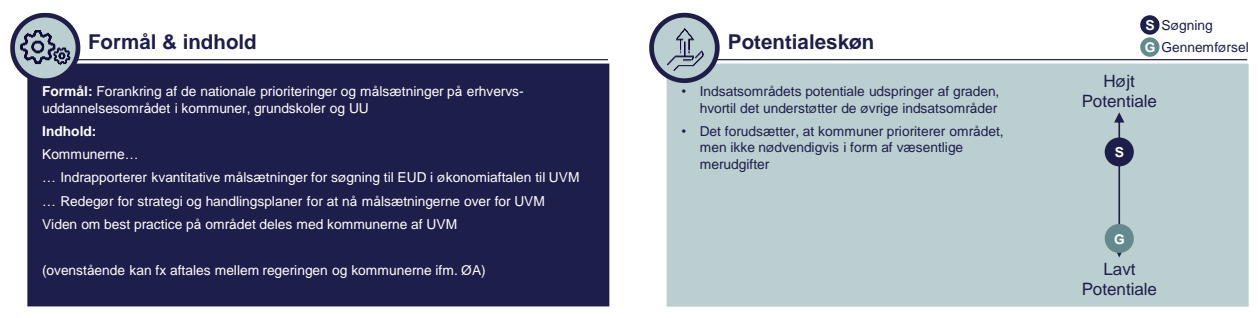 Formål & indhold
Formål: Forankring af de nationale prioriteringer og målsætninger på erhvervs-
uddannelsesområdet i kommuner, grundskoler og UU
Indhold:
Kommunerne…
… Indrapporterer kvantitative målsætninger for søgning til EUD i økonomiaftalen til UVM
… Redegør for strategi og handlingsplaner for at nå målsætningerne over for UVM
Viden om best practice på området deles med kommunerne af UVM
(ovenstående kan fx aftales mellem regeringen og kommunerne ifm. ØA)
Potentialeskøn
S Søgning
G Gennemførsel
• Indsatsområdets potentiale udspringer af graden,
hvortil det understøtter de øvrige indsatsområder
• Det forudsætter, at kommuner prioriterer området,
men ikke nødvendigvis i form af væsentlige
merudgifter
Højt
Potentiale
S
G
Lavt
Potentiale